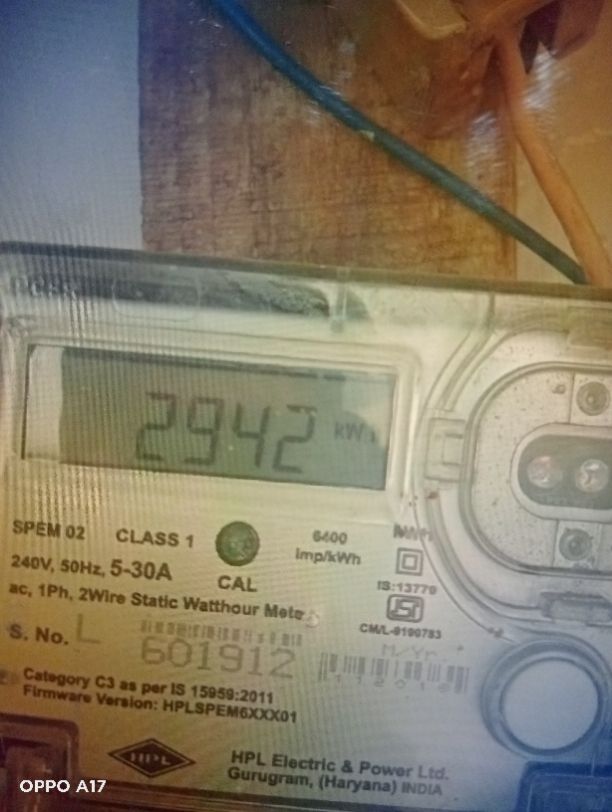 2942 kWh
SPEM 02 CLASS 1 6400
imp/kWh
240V, 50Hz, 5-30A CAL
IS:13779
ac, 1Ph, 2Wire Static Watthour Meter
CM/L-9190783
S. No. L 601912
M/Yr
Category C3 as per IS 15959:2011
Firmware Version: HPLSPEM6XXX01
HPL
HPL Electric & Power Ltd.
Gurugram, (Haryana) INDIA
OPPO A17